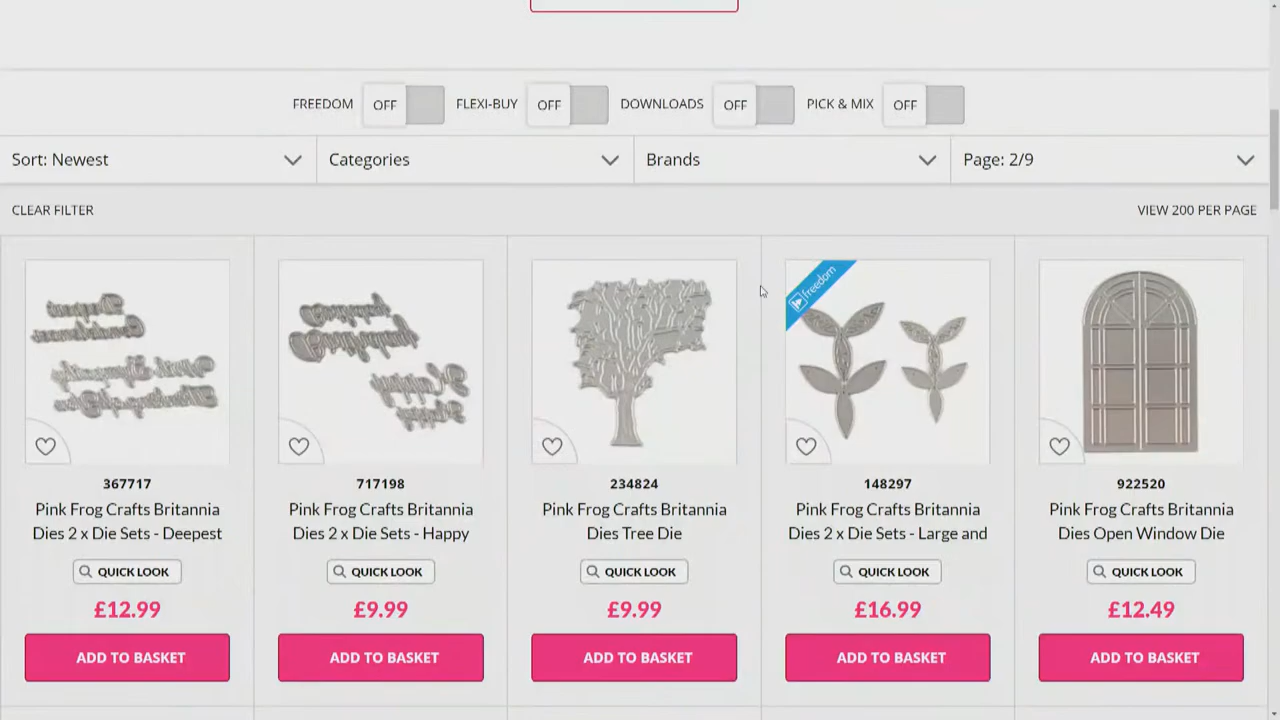 FREEDOM OFF FLEXI-BUY OFF DOWNLOADS OFF PICK & MIX OFF
Sort: Newest Categories Brands Page: 2/9
CLEAR FILTER VIEW 200 PER PAGE
freedom
367717 717198 234824 148297 922520
Pink Frog Crafts Britannia Pink Frog Crafts Britannia Pink Frog Crafts Britannia Pink Frog Crafts Britannia Pink Frog Crafts Britannia
Dies 2 x Die Sets - Deepest Dies 2 x Die Sets - Happy Dies Tree Die Dies 2 x Die Sets - Large and Dies Open Window Die
QUICK LOOK QUICK LOOK QUICK LOOK QUICK LOOK QUICK LOOK
£12.99 £9.99 £9.99 £16.99 £12.49
ADD TO BASKET ADD TO BASKET ADD TO BASKET ADD TO BASKET ADD TO BASKET